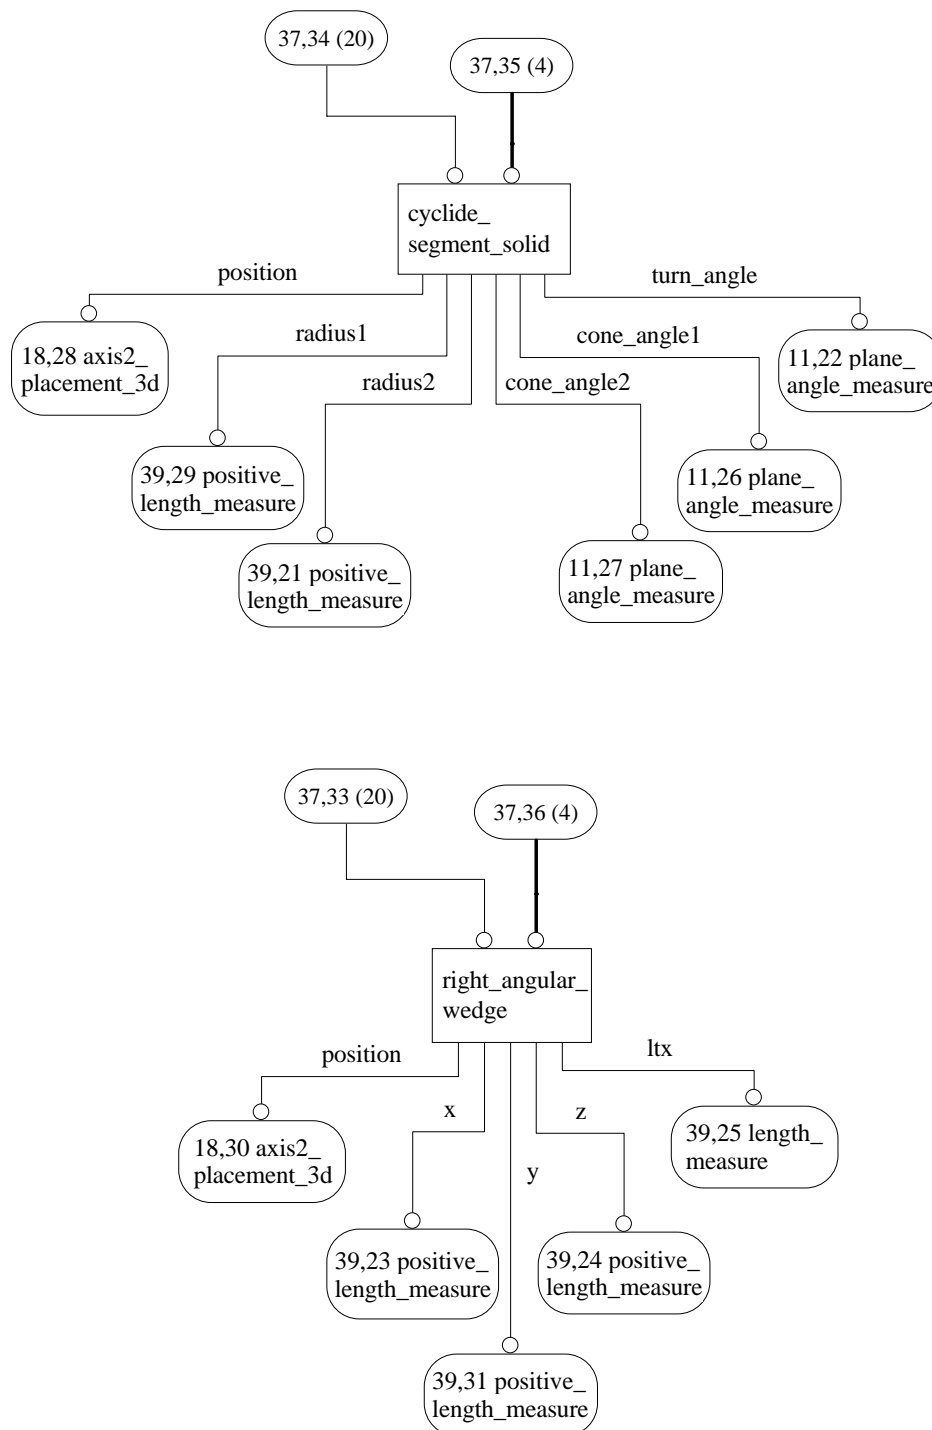 37,34 (20)
37,35 (4)
cyclide_
segment_solid
position
turn_angle
radius1
cone_angle1
18,28 axis2_
placement_3d
11,22 plane_
angle_measure
radius2
cone_angle2
39,29 positive_
length_measure
11,26 plane_
angle_measure
39,21 positive_
length_measure
11,27 plane_
angle_measure
37,33 (20)
37,36 (4)
right_angular_
wedge
position
ltx
x
z
18,30 axis2_
placement_3d
39,25 length_
measure
y
39,23 positive_
length_measure
39,24 positive_
length_measure
39,31 positive_
length_measure